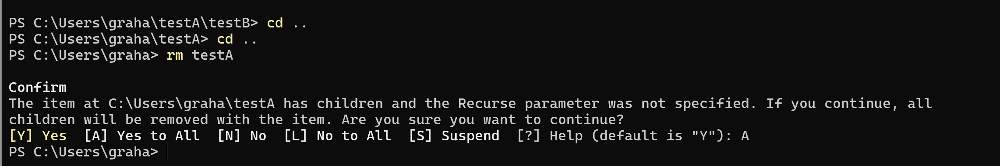 PS C:\Users\graha\testA\testB> cd ..
PS C:\Users\graha\testA> cd ..
PS C:\Users\graha> rm testA
Confirm
The item at C:\Users\graha\testA has children and the Recurse parameter was not specified. If you continue, all
children will be removed with the item. Are you sure you want to continue?
[Y] Yes  [A] Yes to All  [N] No  [L] No to All  [S] Suspend  [?] Help (default is "Y"): A
PS C:\Users\graha>